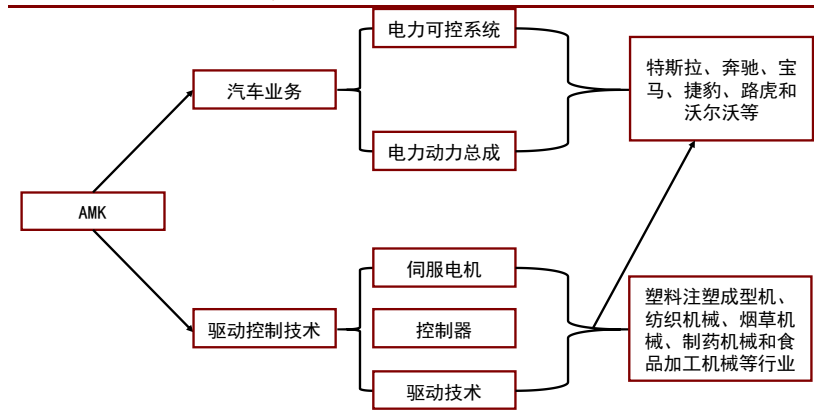 电力可控系统
特斯拉、奔驰、宝
马、捷豹、路虎和
沃尔沃等
汽车业务
电力动力总成
AMK
伺服电机
塑料注塑成型机、
纺织机械、烟草机
械、制药机械和食
品加工机械等行业
驱动控制技术
控制器
驱动技术